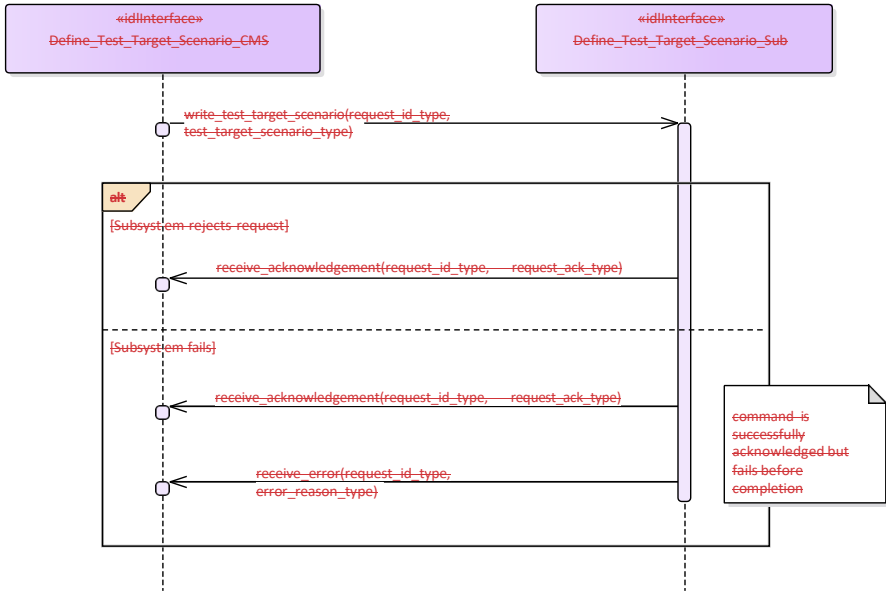 «idlInterface»
Define_Test_Target_Scenario_CMS
«idlInterface»
Define_Test_Target_Scenario_Sub
write_test_target_scenario(request_id_type,
test_target_scenario_type)
alt
[Subsystem rejects request]
receive_acknowledgement(request_id_type, request_ack_type)
[Subsystem fails]
receive_acknowledgement(request_id_type, request_ack_type)
command is
successfully
acknowledged but
fails before
completion
receive_error(request_id_type,
error_reason_type)